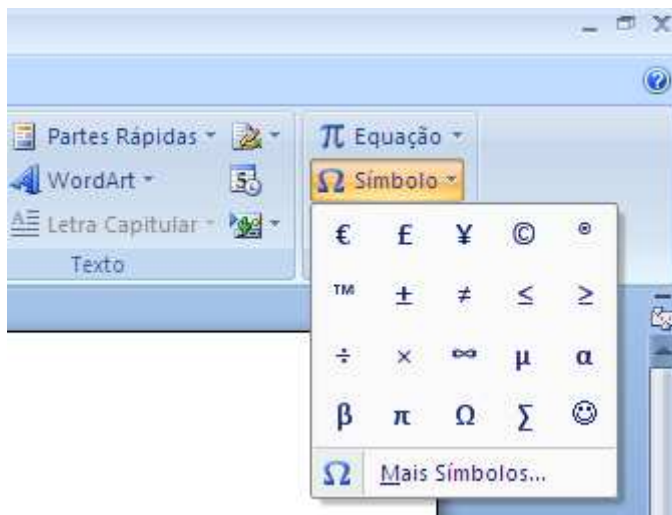 Partes Rápidas
WordArt
Letra Capitular
Texto
π Equação
Ω Símbolo
€ £ ¥ © ®
™ ± ≠ ≤ ≥
÷ × ∞ µ α
β π Ω ∑ ☺
Ω Mais Símbolos...